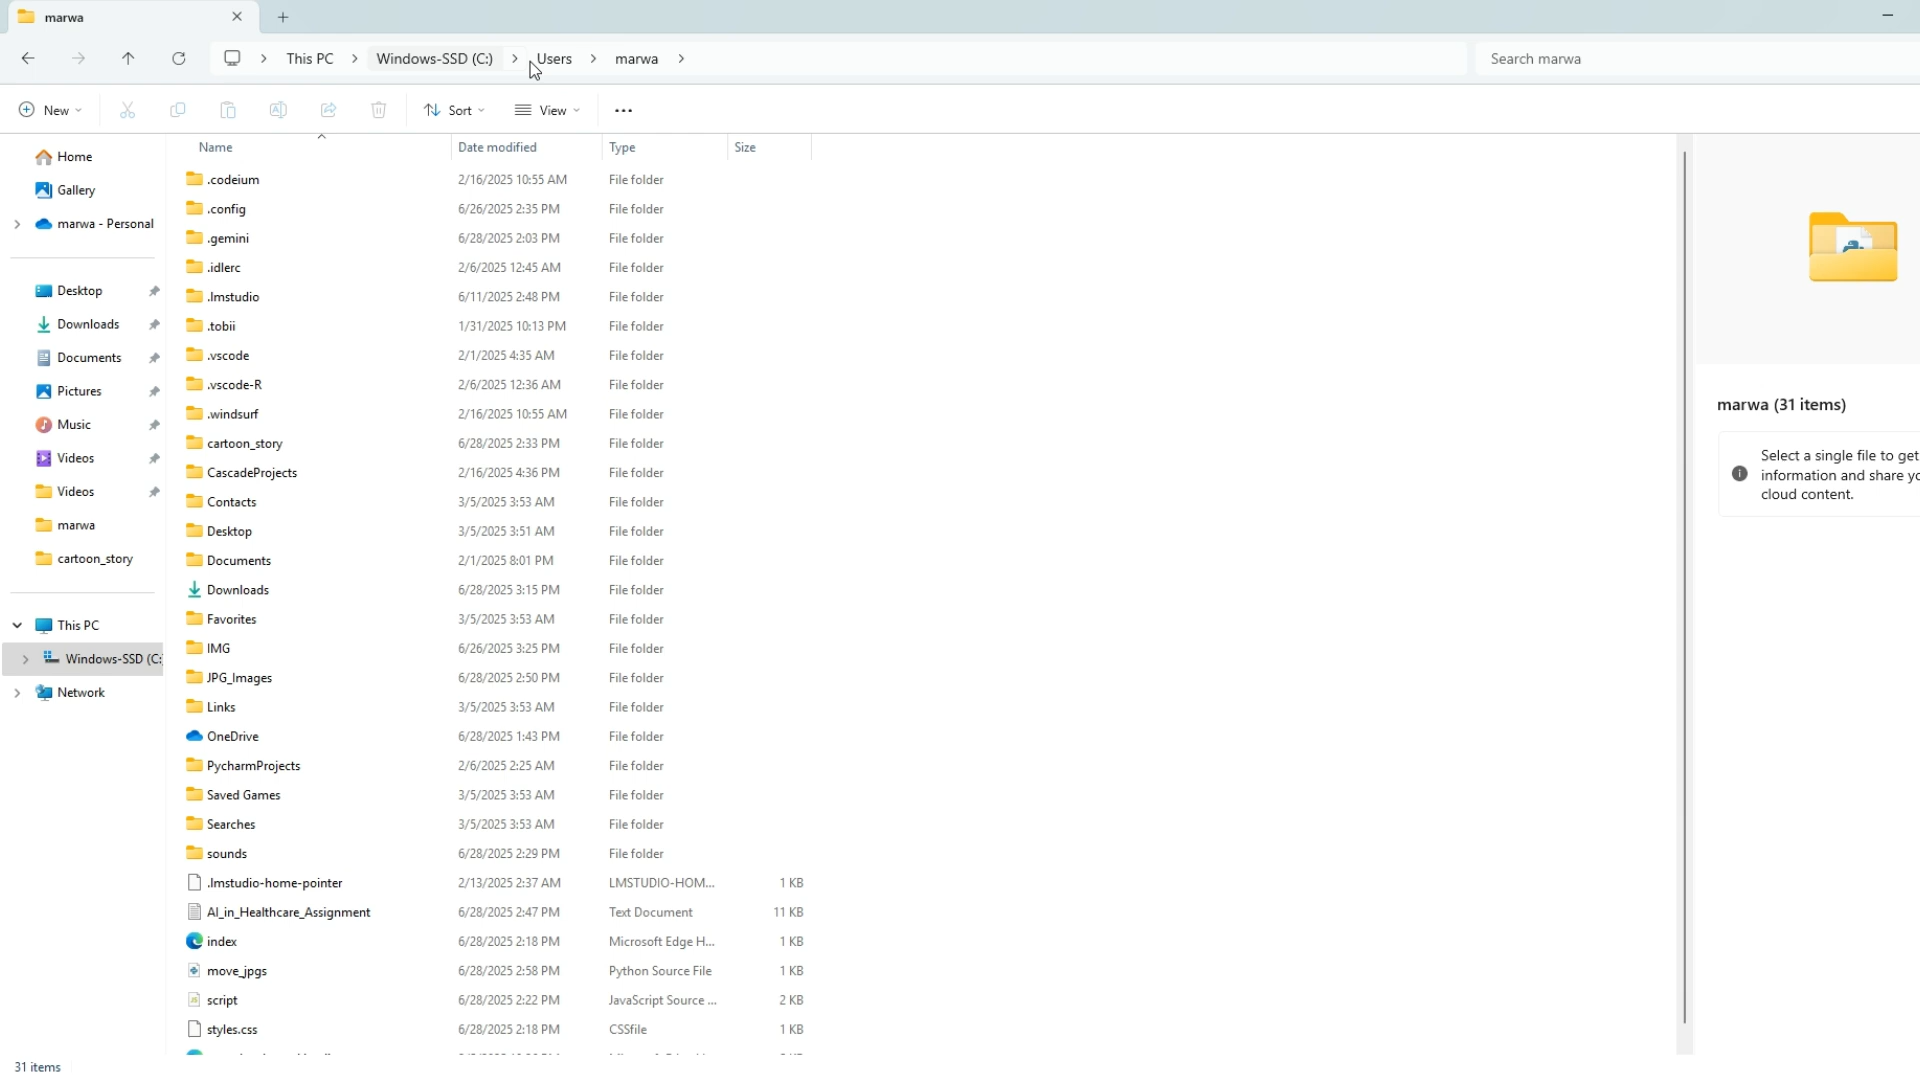 marwa
This PC
Windows-SSD (C:)
Users
marwa
Search marwa
New
Sort
View
Name
Date modified
Type
Size
Home
Gallery
marwa - Personal
Desktop
Downloads
Documents
Pictures
Music
Videos
Videos
marwa
cartoon_story
This PC
Windows-SSD (C:
Network
.codeium 2/16/2025 10:55 AM File folder
.config 6/26/2025 2:35 PM File folder
.gemini 6/28/2025 2:03 PM File folder
.idlerc 2/6/2025 12:45 AM File folder
.lmstudio 6/11/2025 2:48 PM File folder
.tobii 1/31/2025 10:13 PM File folder
.vscode 2/1/2025 4:35 AM File folder
.vscode-R 2/6/2025 12:36 AM File folder
.windsurf 2/16/2025 10:55 AM File folder
cartoon_story 6/28/2025 2:33 PM File folder
CascadeProjects 2/16/2025 4:36 PM File folder
Contacts 3/5/2025 3:53 AM File folder
Desktop 3/5/2025 3:51 AM File folder
Documents 2/1/2025 8:01 PM File folder
Downloads 6/28/2025 3:15 PM File folder
Favorites 3/5/2025 3:53 AM File folder
IMG 6/26/2025 3:25 PM File folder
JPG_Images 6/28/2025 2:50 PM File folder
Links 3/5/2025 3:53 AM File folder
OneDrive 6/28/2025 1:43 PM File folder
PycharmProjects 2/6/2025 2:25 AM File folder
Saved Games 3/5/2025 3:53 AM File folder
Searches 3/5/2025 3:53 AM File folder
sounds 6/28/2025 2:29 PM File folder
.lmstudio-home-pointer 2/13/2025 2:37 AM LMSTUDIO-HOM... 1 KB
AI_in_Healthcare_Assignment 6/28/2025 2:47 PM Text Document 11 KB
index 6/28/2025 2:18 PM Microsoft Edge H... 1 KB
move_jpgs 6/28/2025 2:58 PM Python Source File 1 KB
script 6/28/2025 2:22 PM JavaScript Source ... 2 KB
styles.css 6/28/2025 2:18 PM CSSfile 1 KB
marwa (31 items)
Select a single file to get
information and share yo
cloud content.
31 items